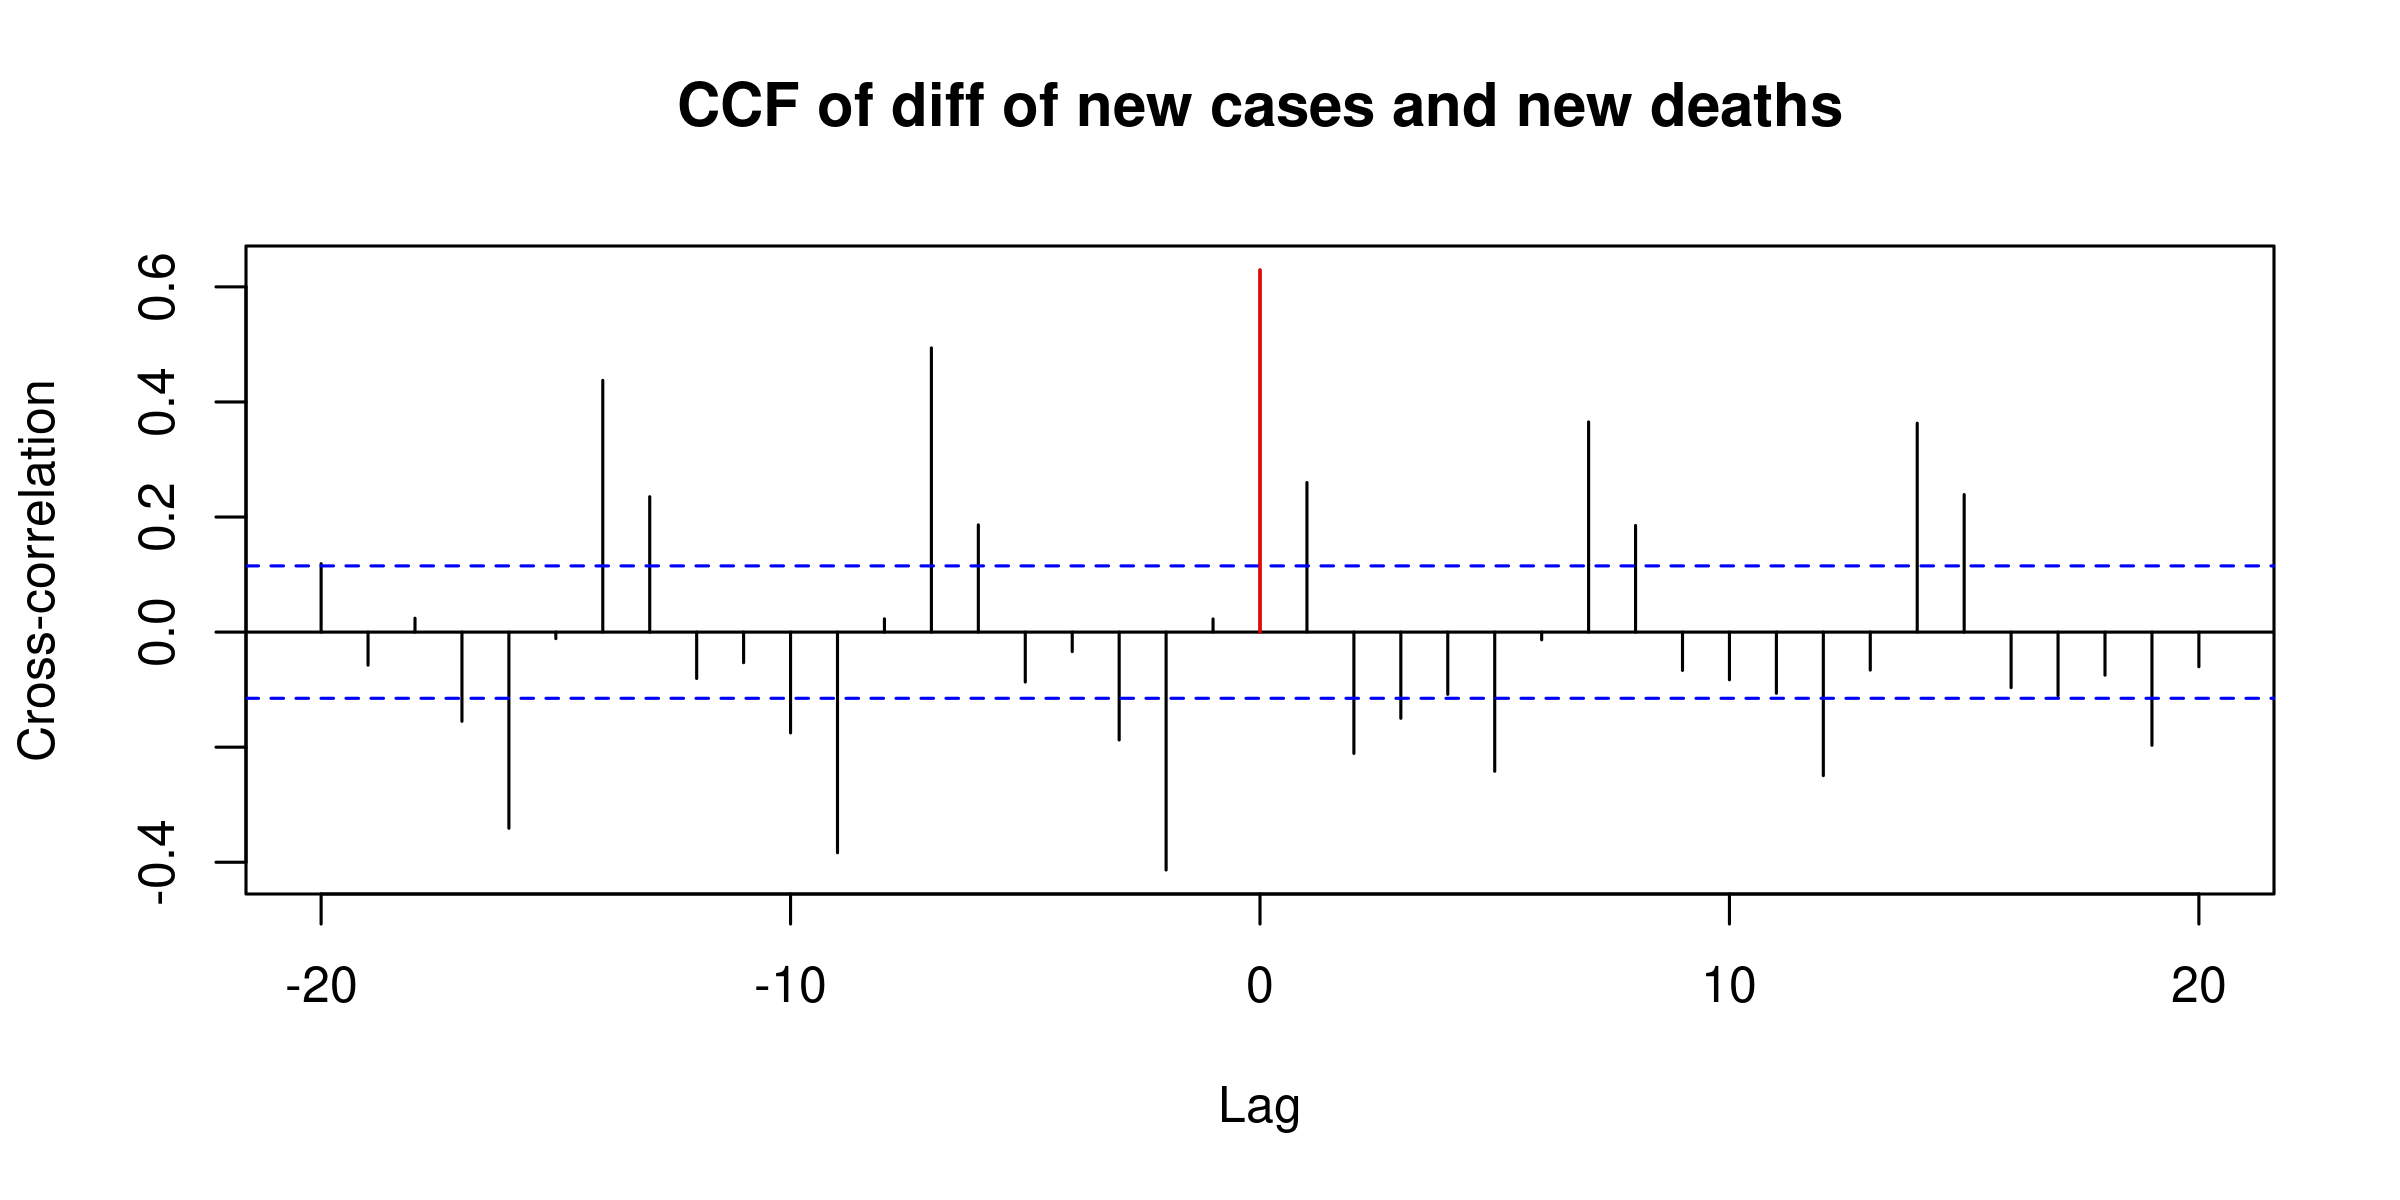 CCF of diff of new cases and new deaths
Cross-correlation
0.6
0.4
0.2
0.0
-0.4
-20 -10 0 10 20
Lag